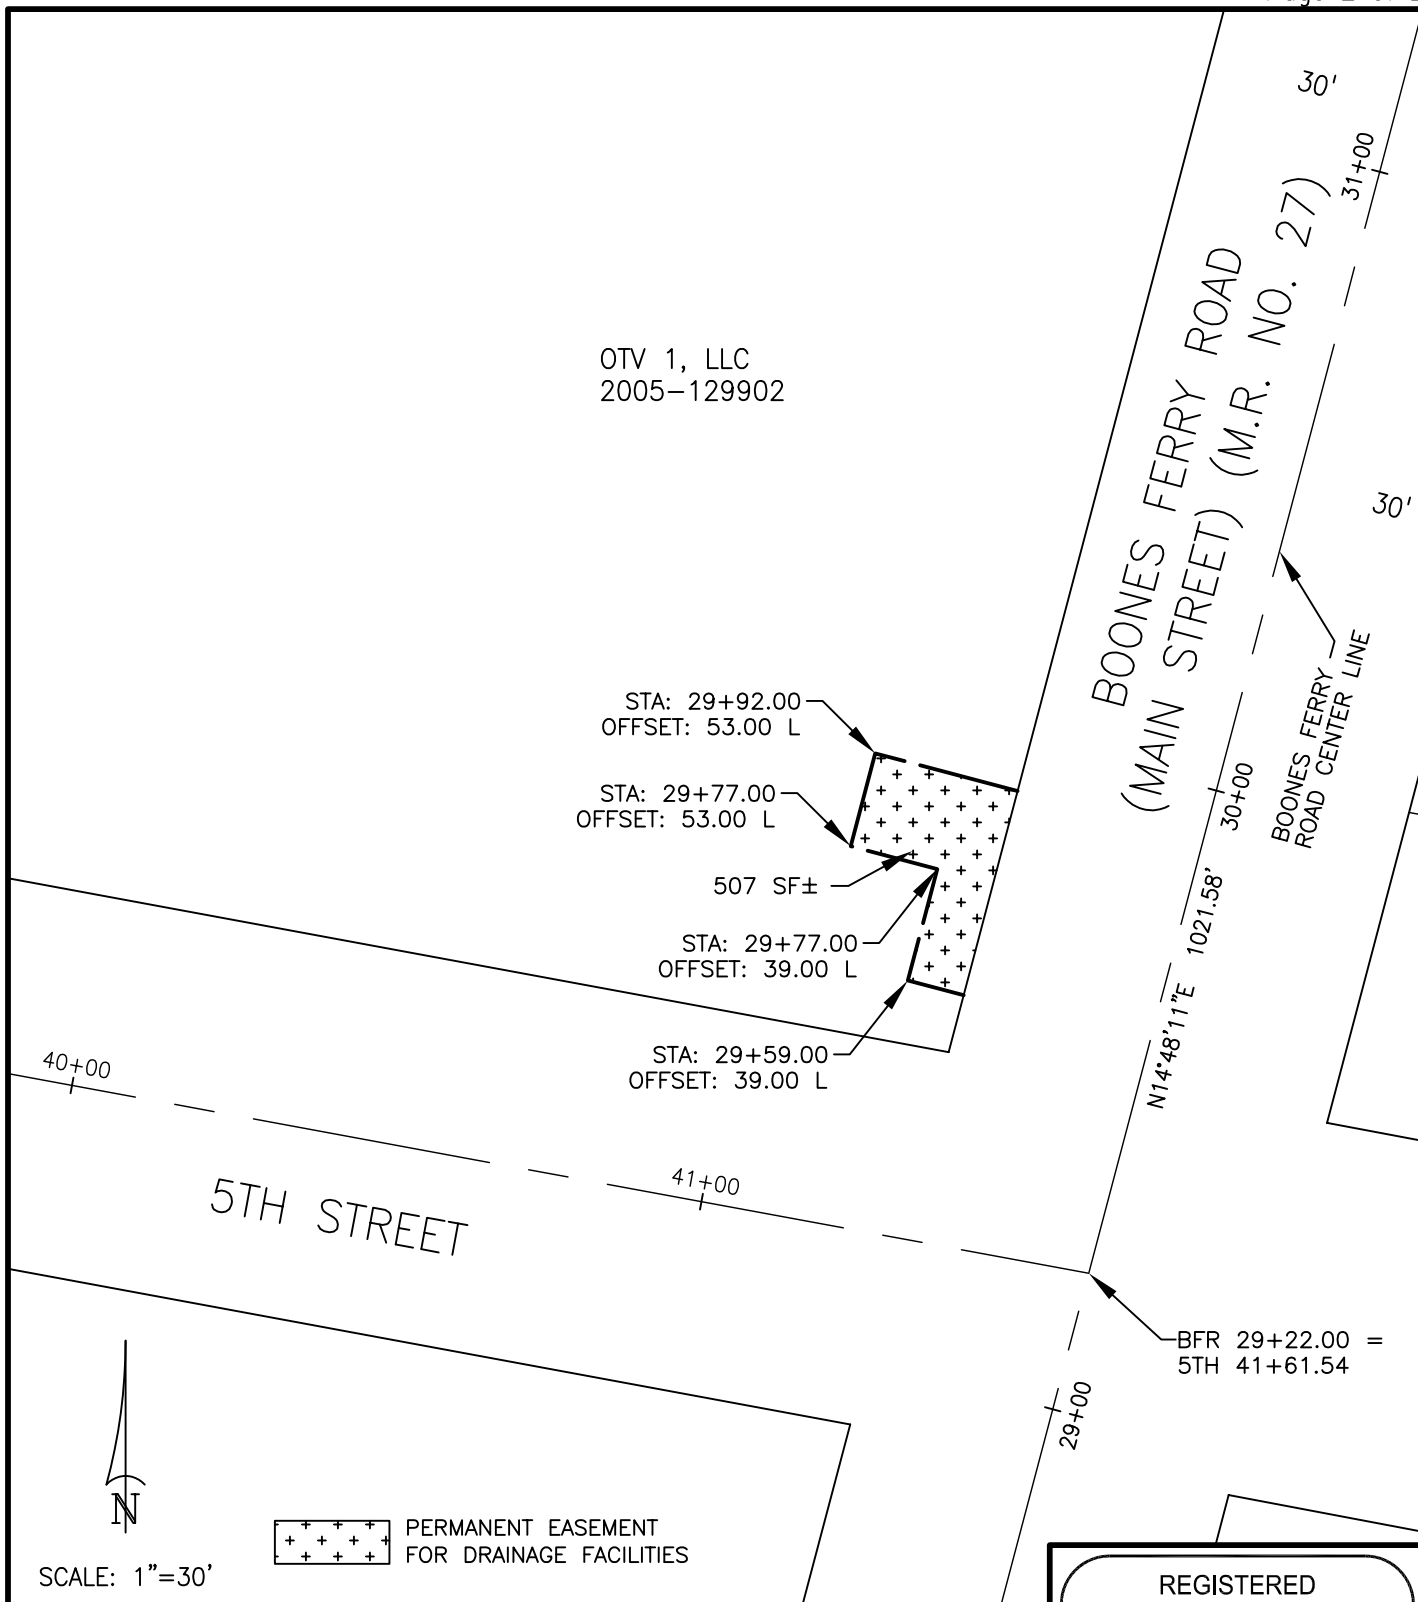 30'
31+00
BOONES FERRY ROAD
(MAIN STREET) (M.R. NO. 27)
OTV 1, LLC
2005-129902
30'
BOONES FERRY
ROAD CENTER LINE
STA: 29+92.00
OFFSET: 53.00 L
STA: 29+77.00
OFFSET: 53.00 L
30+00
507 SF±
STA: 29+77.00
OFFSET: 39.00 L
N14°48'11"E 1021.58'
STA: 29+59.00
OFFSET: 39.00 L
40+00
41+00
5TH STREET
BFR 29+22.00 =
5TH 41+61.54
29+00
N
PERMANENT EASEMENT
FOR DRAINAGE FACILITIES
SCALE: 1"=30'
REGISTERED